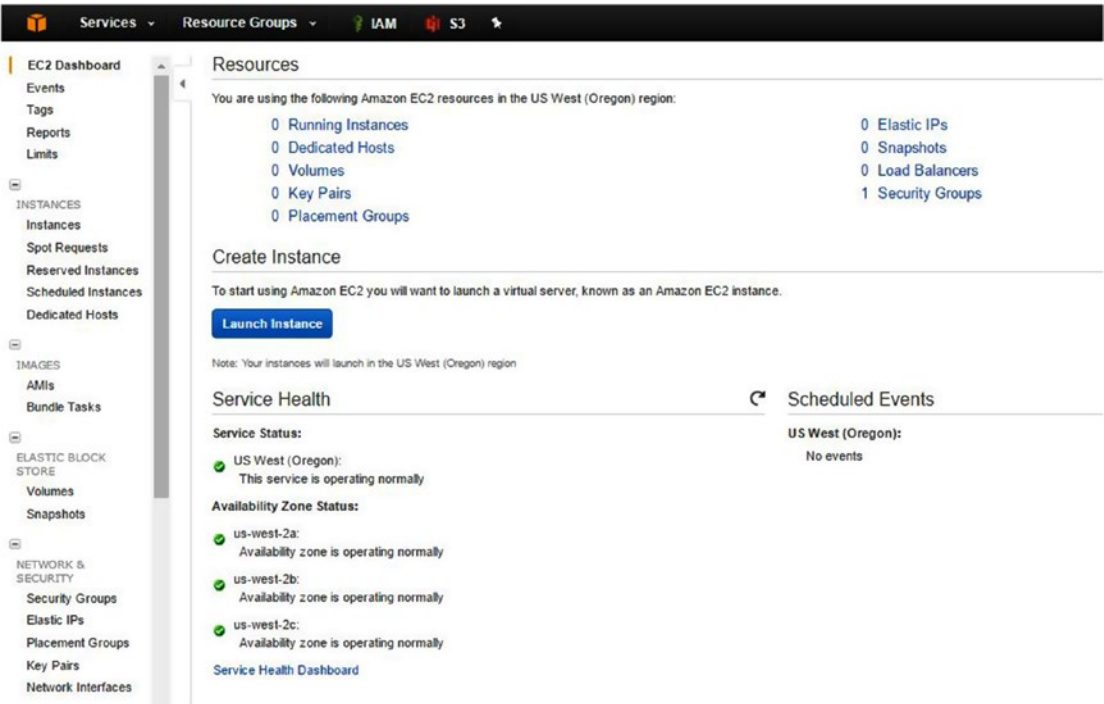 Services
Resource Groups
IAM
S3
EC2 Dashboard
Events
Tags
Reports
Limits
INSTANCES
Instances
Spot Requests
Reserved Instances
Scheduled Instances
Dedicated Hosts
IMAGES
AMIs
Bundle Tasks
ELASTIC BLOCK
STORE
Volumes
Snapshots
NETWORK &
SECURITY
Security Groups
Elastic IPs
Placement Groups
Key Pairs
Network Interfaces
Resources
You are using the following Amazon EC2 resources in the US West (Oregon) region:
0 Running Instances
0 Dedicated Hosts
0 Volumes
0 Key Pairs
0 Placement Groups
0 Elastic IPs
0 Snapshots
0 Load Balancers
1 Security Groups
Create Instance
To start using Amazon EC2 you will want to launch a virtual server, known as an Amazon EC2 instance.
Launch Instance
Note: Your instances will launch in the US West (Oregon) region
Service Health
Service Status:
US West (Oregon):
This service is operating normally
Availability Zone Status:
us-west-2a:
Availability zone is operating normally
us-west-2b:
Availability zone is operating normally
us-west-2c:
Availability zone is operating normally
Service Health Dashboard
Scheduled Events
US West (Oregon):
No events